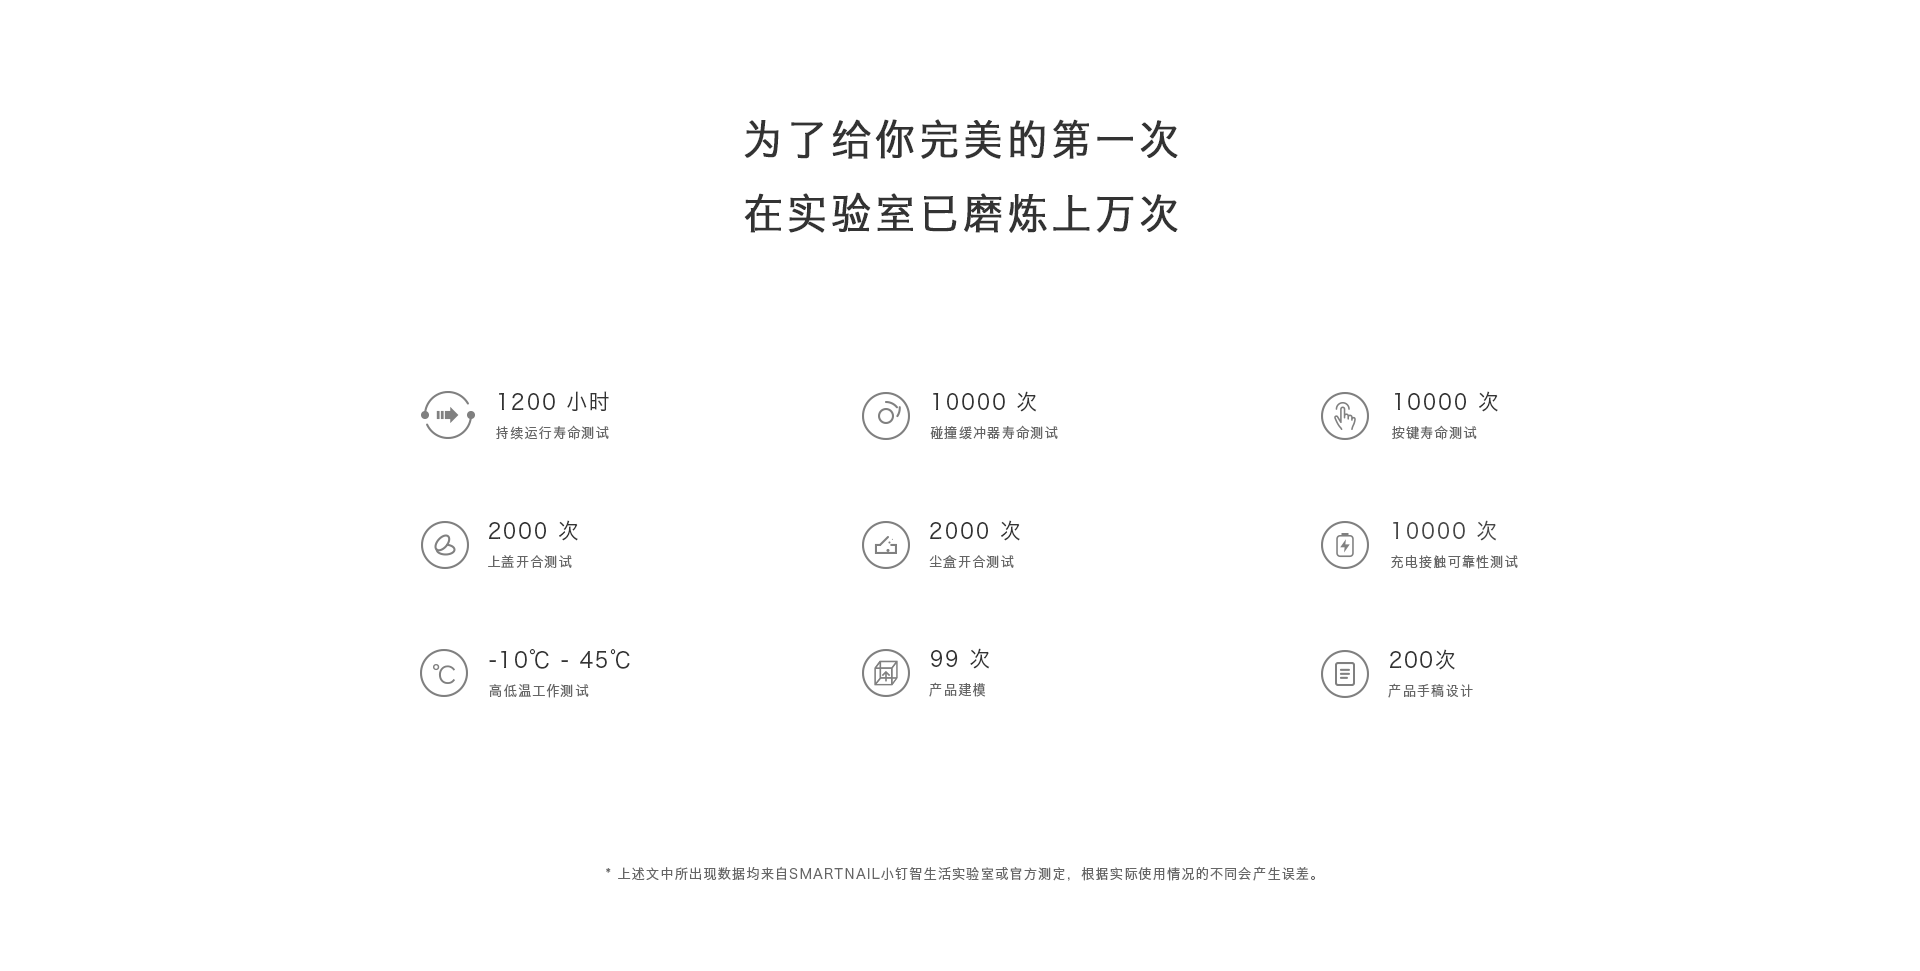 为了给你完美的第一次
在实验室已磨炼上万次
1200 小时
持续运行寿命测试
10000 次
碰撞缓冲器寿命测试
10000 次
按键寿命测试
2000 次
上盖开合测试
2000 次
尘盒开合测试
10000 次
充电接触可靠性测试
℃
-10℃ - 45℃
高低温工作测试
99 次
产品建模
200次
产品手稿设计
* 上述文中所出现数据均来自SMARTNAIL小钉智生活实验室或官方测定，根据实际使用情况的不同会产生误差。